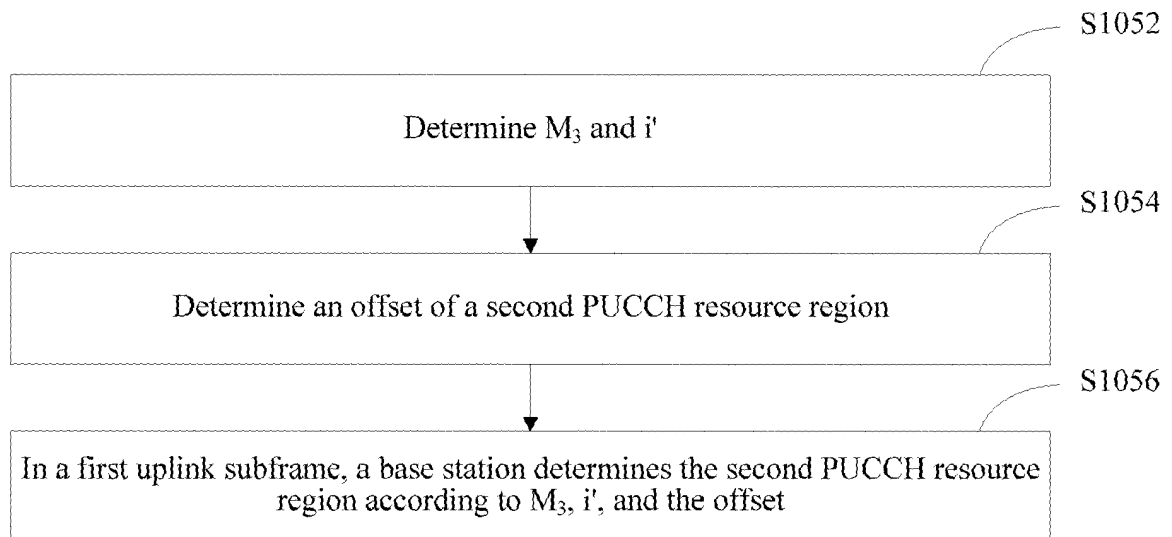 S1052
Determine M₃ and i'
S1054
Determine an offset of a second PUCCH resource region
S1056
In a first uplink subframe, a base station determines the second PUCCH resource
region according to M₃, i', and the offset